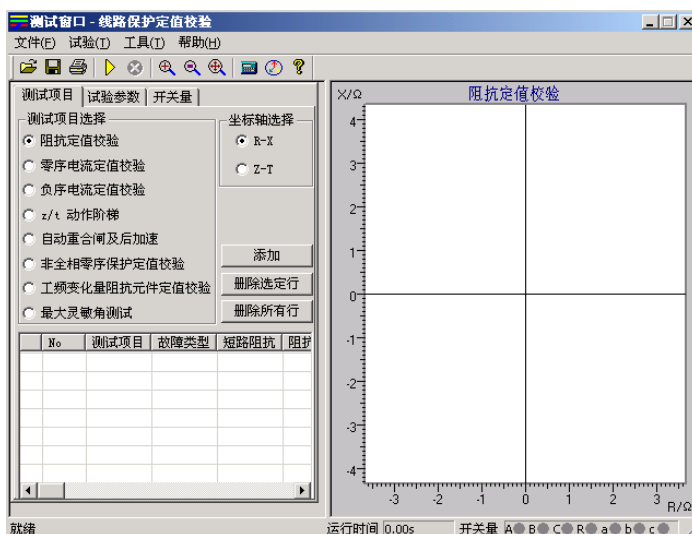 测试窗口 - 线路保护定值校验
文件(F) 试验(T) 工具(T) 帮助(H)
测试项目 试验参数 开关量
测试项目选择
阻抗定值校验
零序电流定值校验
负序电流定值校验
z/t 动作阶梯
自动重合闸及后加速
非全相零序保护定值校验
工频变化量阻抗元件定值校验
最大灵敏角测试
坐标轴选择
R-X
Z-T
添加
删除选定行
删除所有行
No 测试项目 故障类型 短路阻抗 阻抗
X/Ω 阻抗定值校验
4
3
2
1
0
-1
-2
-3
-4
-3 -2 -1 0 1 2 3 R/Ω
就绪 运行时间 0.00s 开关量 A B C R a b c